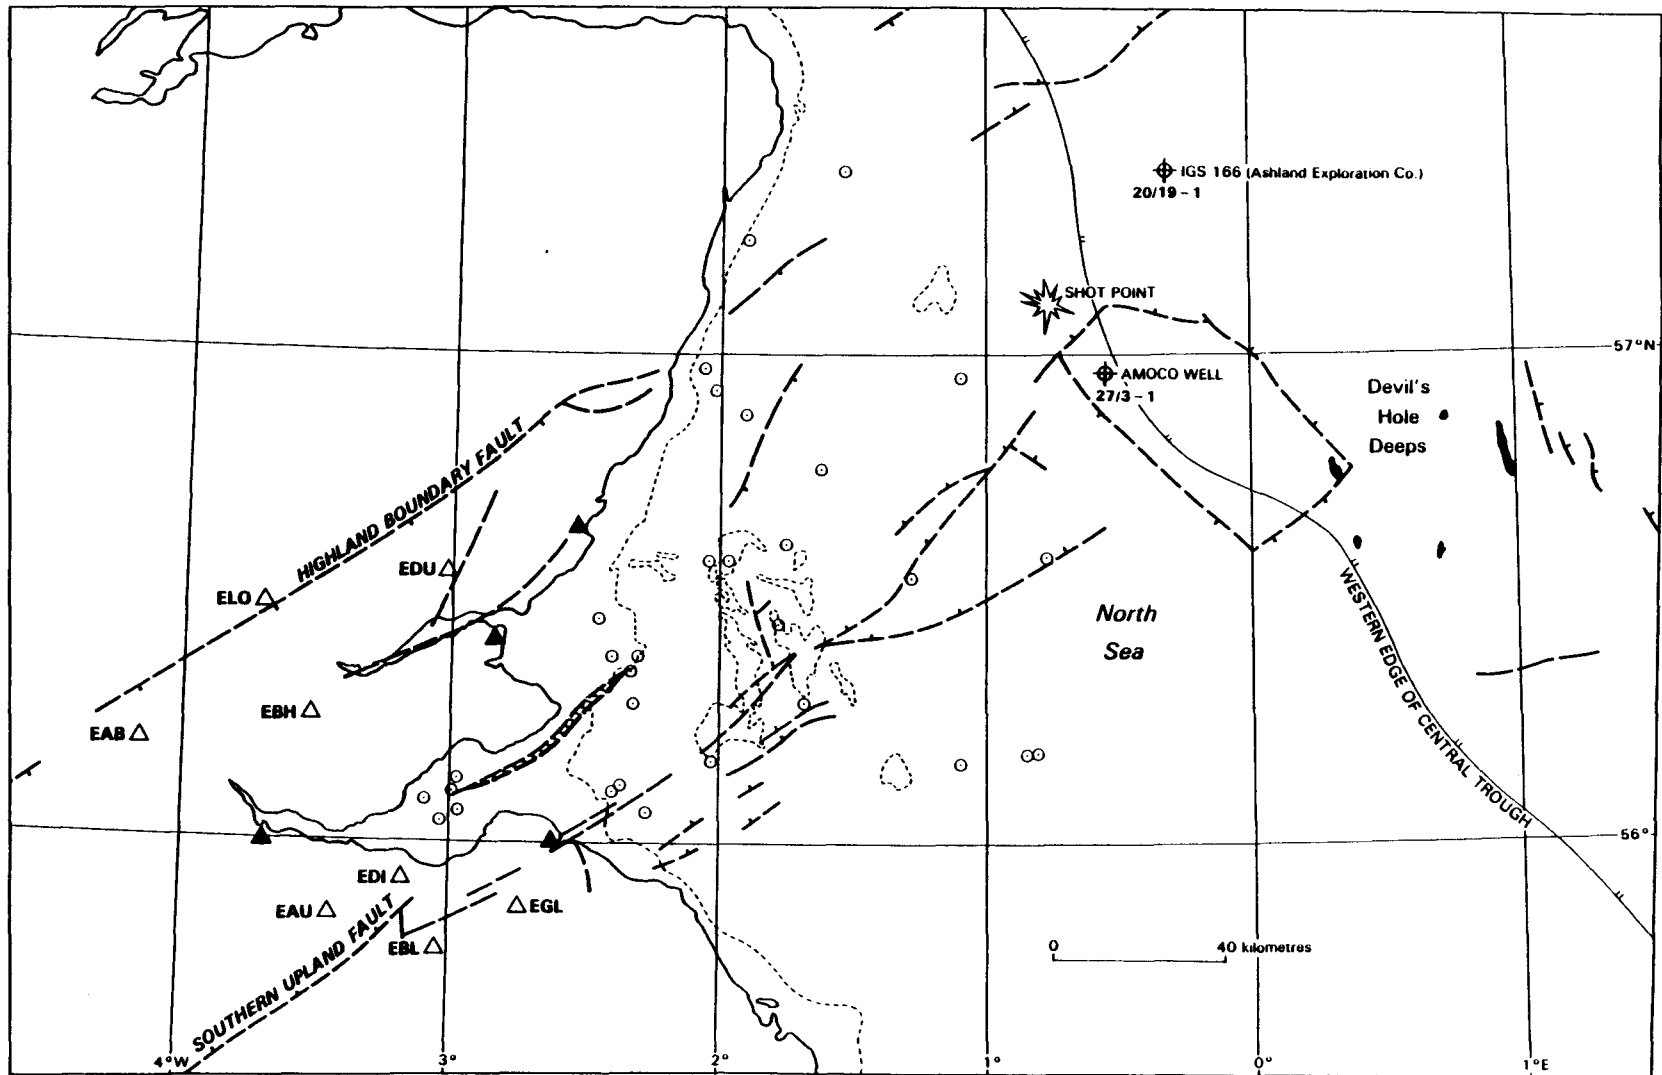 IGS 166 (Ashland Exploration Co.)
20/19 - 1
SHOT POINT
57°N
AMOCO WELL
27/3 - 1
Devil's
Hole
Deeps
HIGHLAND BOUNDARY FAULT
EDU
ELO
North
Sea
WESTERN EDGE OF CENTRAL TROUGH
EBH
EAB
56°
EDI
EAU
EGL
EBL
SOUTHERN UPLAND FAULT
0 40 kilometres
4°W 3° 2° 1° 0° 1°E